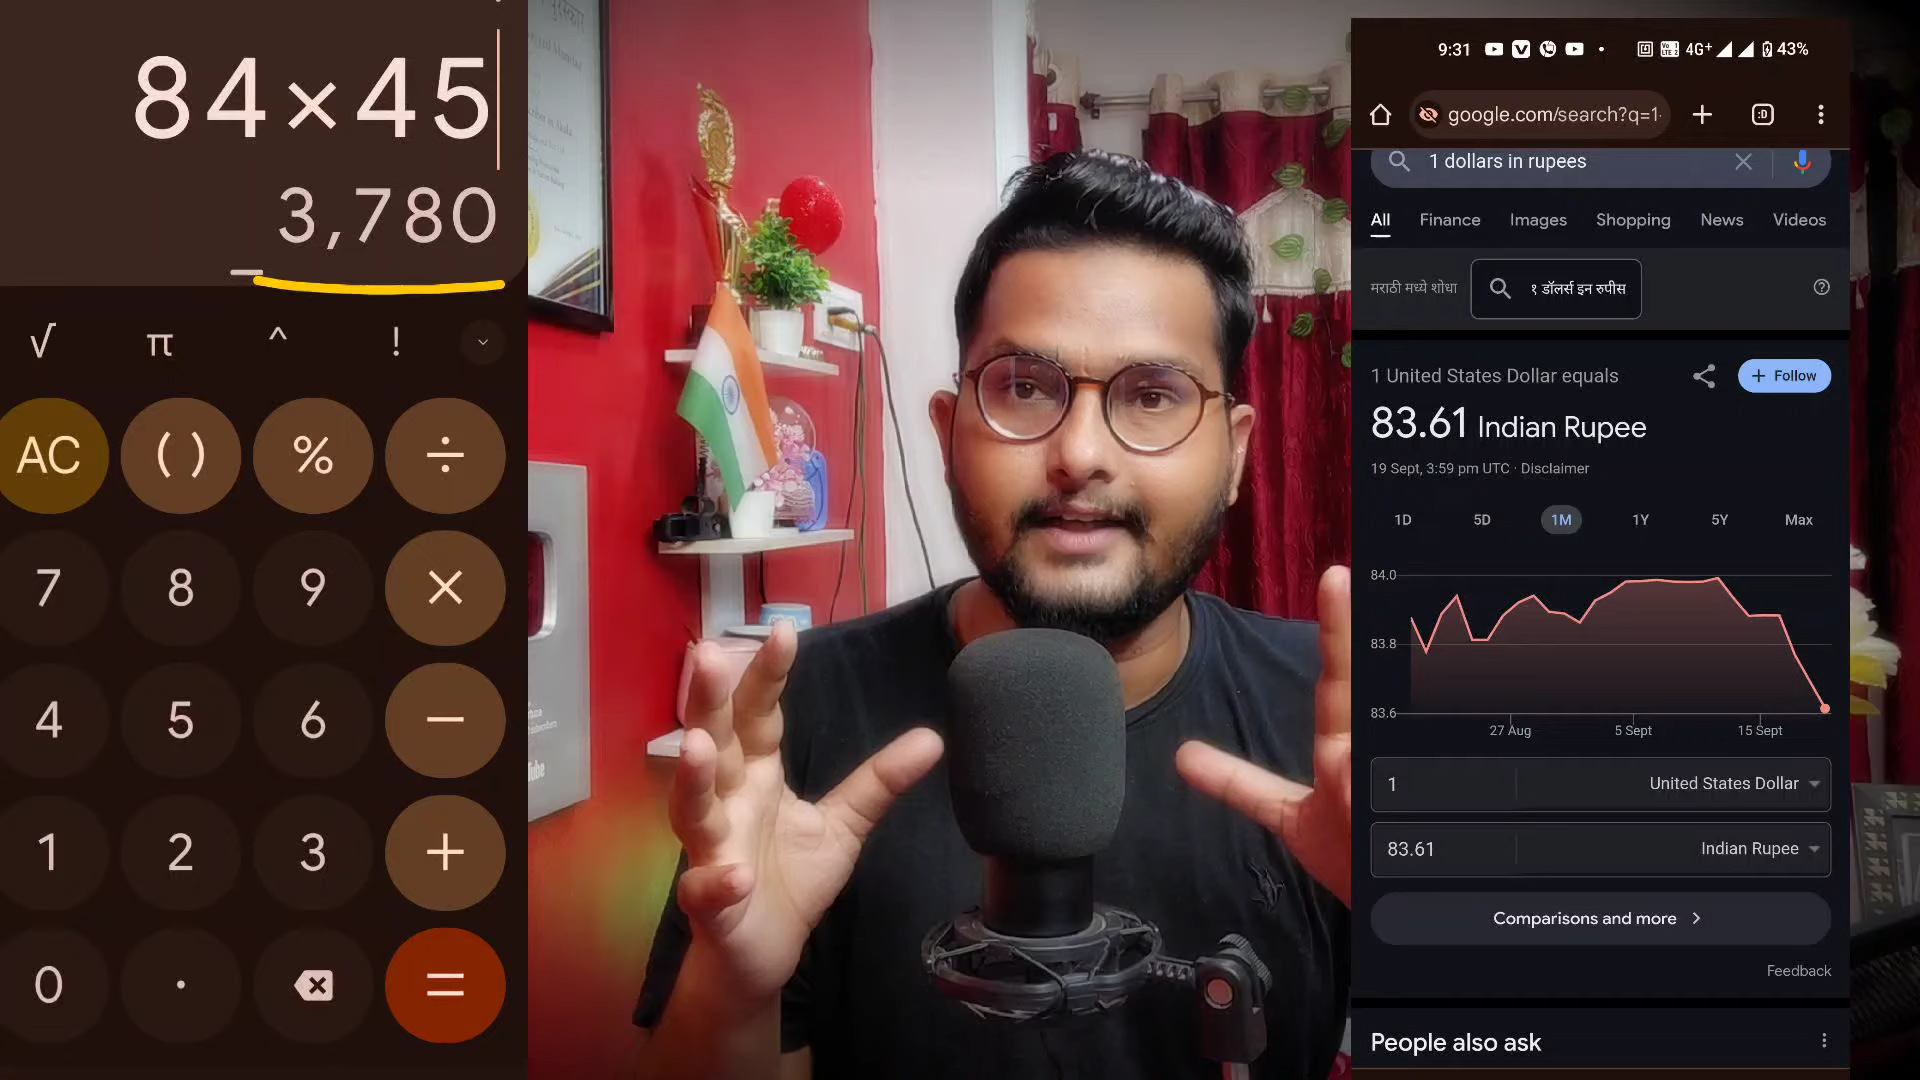 84×45
3,780
√ π ^ !
AC ( ) % ÷
7 8 9 ×
4 5 6 −
1 2 3 +
0 . =
9:31 4G+ 43%
google.com/search?q=1
1 dollars in rupees
All Finance Images Shopping News Videos
मराठी मध्ये शोधा १ डॉलर्स इन रुपीस
1 United States Dollar equals + Follow
83.61 Indian Rupee
19 Sept, 3:59 pm UTC · Disclaimer
1D 5D 1M 1Y 5Y Max
84.0
83.8
83.6
27 Aug 5 Sept 15 Sept
1 United States Dollar
83.61 Indian Rupee
Comparisons and more
Feedback
People also ask